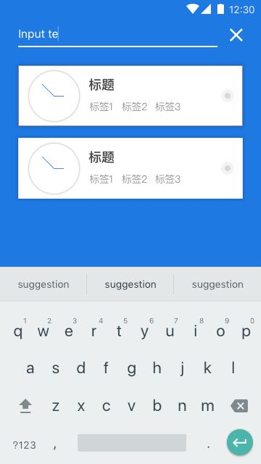 12:30
Input te
标题
标签1 标签2 标签3
标题
标签1 标签2 标签3
suggestion suggestion suggestion
1 2 3 4 5 6 7 8 9 0
q w e r t y u i o p
a s d f g h j k l
z x c v b n m
?123 , .